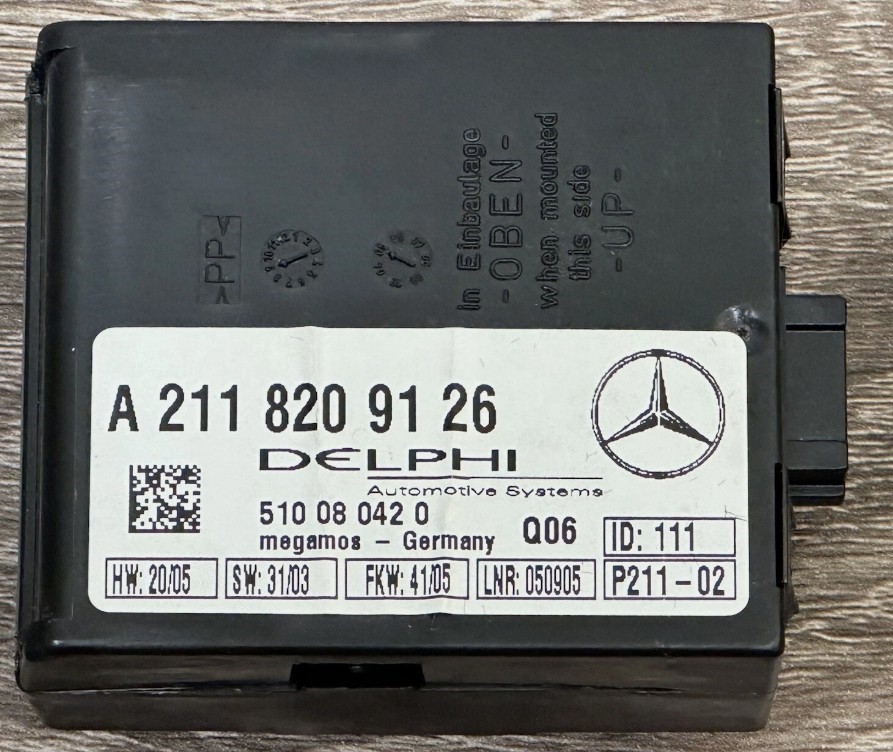 >PP<
in Einbaulage
-OBEN-
when mounted
this side
-UP-
A 211 820 91 26
DELPHI
Automotive Systems
510 08 042 0
megamos - Germany
Q06
ID: 111
HW: 20/05
SW: 31/03
FKW: 41/05
LNR: 050905
P211-02